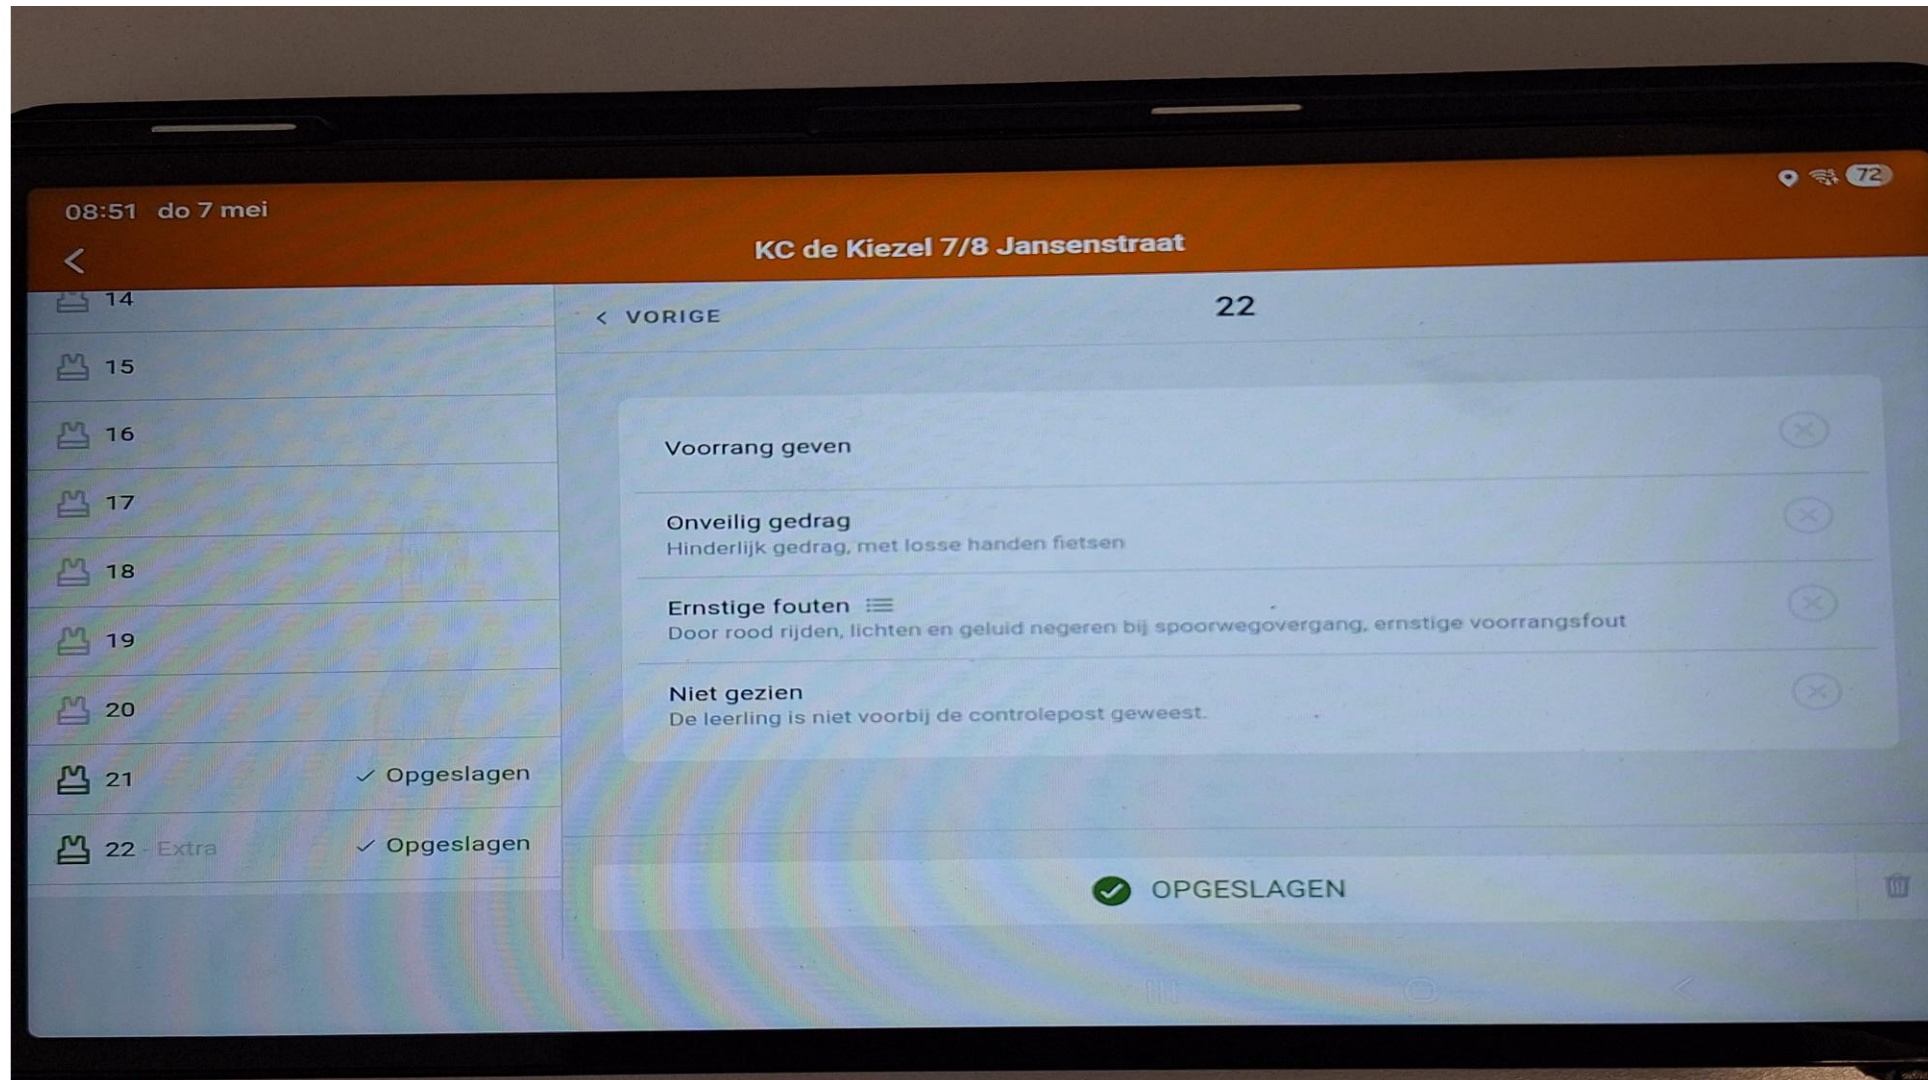 08:51 do 7 mei
72
KC de Kiezel 7/8 Jansenstraat
14
15
16
17
18
19
20
21 Opgeslagen
22 - Extra Opgeslagen
< VORIGE
22
Voorrang geven
Onveilig gedrag
Hinderlijk gedrag, met losse handen fietsen
Ernstige fouten
Door rood rijden, lichten en geluid negeren bij spoorwegovergang, ernstige voorrangsfout
Niet gezien
De leerling is niet voorbij de controlepost geweest.
OPGESLAGEN